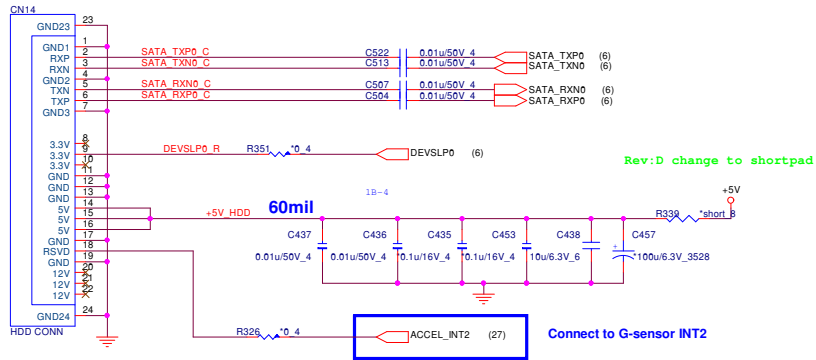 CN14
23
GND23
GND1 1
RXP 2 SATA_TXP0_C C522 0.01u/50V_4 SATA_TXP0 (6)
RXN 3 SATA_TXN0_C C513 0.01u/50V_4 SATA_TXN0 (6)
GND2 4
TXN 5 SATA_RXN0_C C507 0.01u/50V_4 SATA_RXN0 (6)
TXP 6 SATA_RXP0_C C504 0.01u/50V_4 SATA_RXP0 (6)
GND3 7
3.3V 8
3.3V 9 DEVSLP0_R R351 *0_4 DEVSLP0 (6)
3.3V 10
Rev:D change to shortpad
GND 11
GND 12
GND 13
1B-4
+5V
5V 14
5V 15 +5V_HDD 60mil R339 *short_8
5V 16
GND 17
C437 C436 C435 C453 C438 C457
RSVD 18
0.01u/50V_4 0.01u/50V_4 *0.1u/16V_4 *0.1u/16V_4 10u/6.3V_6 + *100u/6.3V_3528
GND 19
12V 20
12V 21
12V 22
GND24 24
HDD CONN
R326 *0_4 ACCEL_INT2 (27) Connect to G-sensor INT2